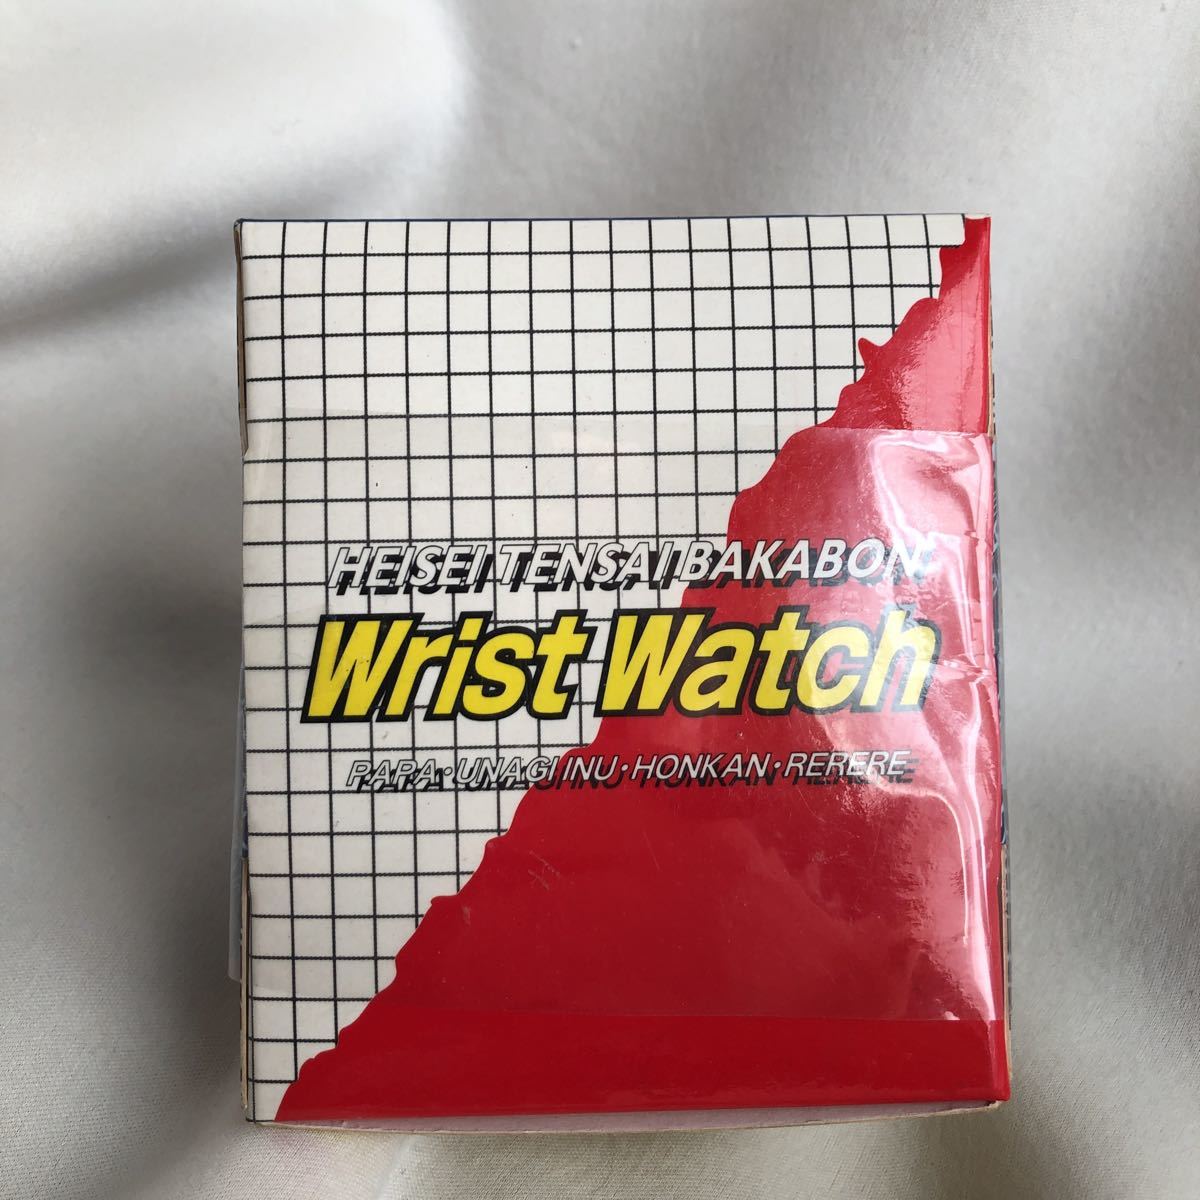 HEISEI TENSAI BAKABON
Wrist Watch
PAPA・UNAGI INU・HONKAN・RERERE